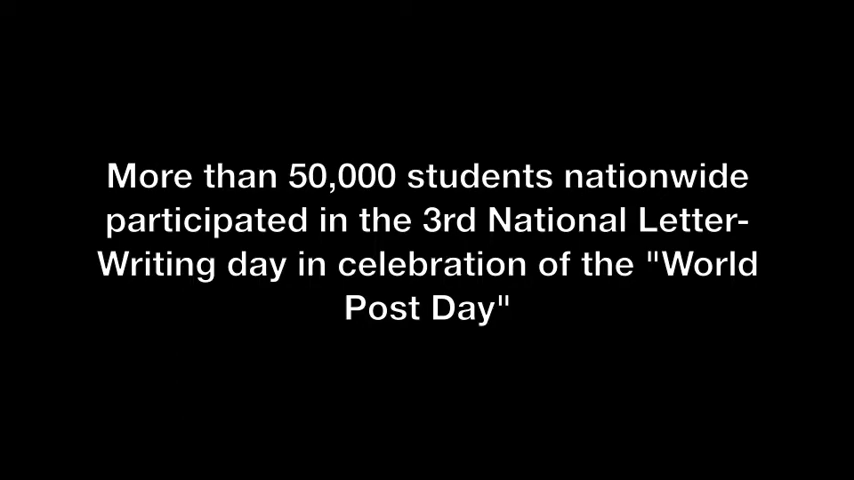 More than 50,000 students nationwide
participated in the 3rd National Letter-
Writing day in celebration of the "World
Post Day"